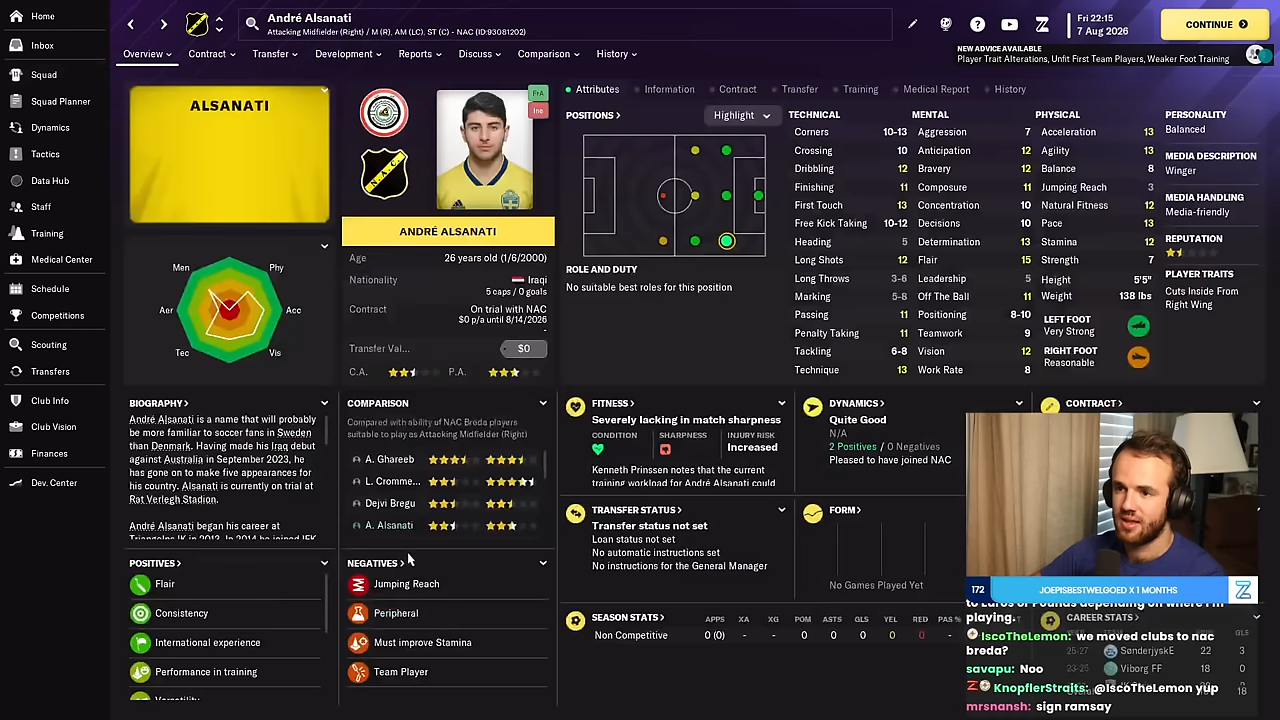 Home
Inbox
Squad
Squad Planner
Dynamics
Tactics
Data Hub
Staff
Training
Medical Center
Schedule
Competitions
Scouting
Transfers
Club Info
Club Vision
Finances
Dev. Center
André Alsanati
Attacking Midfielder (Right) / M (R), AM (LC), ST (C) - NAC (ID:93081202)
Fri 22:15
7 Aug 2026
CONTINUE
NEW ADVICE AVAILABLE
Player Trait Alterations, Unfit First Team Players, Weaker Foot Training
Overview
Contract
Transfer
Development
Reports
Discuss
Comparison
History
ALSANATI
Men
Phy
Aer
Acc
Tec
Vis
FrA
Ine
N.A.C
ANDRÉ ALSANATI
Age 26 years old (1/6/2000)
Nationality Iraqi
5 caps / 0 goals
Contract On trial with NAC
$0 p/a until 8/14/2026
-
Transfer Val... $0
C.A. P.A.
Attributes
Information
Contract
Transfer
Training
Medical Report
History
POSITIONS >
Highlight
ROLE AND DUTY
No suitable best roles for this position
TECHNICAL
Corners 10-13
Crossing 10
Dribbling 12
Finishing 11
First Touch 13
Free Kick Taking 10-12
Heading 5
Long Shots 12
Long Throws 3-6
Marking 5-8
Passing 11
Penalty Taking 11
Tackling 6-8
Technique 13
MENTAL
Aggression 7
Anticipation 12
Bravery 12
Composure 11
Concentration 10
Decisions 10
Determination 13
Flair 15
Leadership 5
Off The Ball 11
Positioning 8-10
Teamwork 9
Vision 12
Work Rate 8
PHYSICAL
Acceleration 13
Agility 13
Balance 8
Jumping Reach 3
Natural Fitness 12
Pace 13
Stamina 12
Strength 7
Height 5'5"
Weight 138 lbs
LEFT FOOT
Very Strong
RIGHT FOOT
Reasonable
PERSONALITY
Balanced
MEDIA DESCRIPTION
Winger
MEDIA HANDLING
Media-friendly
REPUTATION
PLAYER TRAITS
Cuts Inside From
Right Wing
BIOGRAPHY >
André Alsanati is a name that will probably
be more familiar to soccer fans in Sweden
than Denmark. Having made his Iraq debut
against Australia in September 2023, he
has gone on to make five appearances for
his country. Alsanati is currently on trial at
Rat Verlegh Stadion.
André Alsanati began his career at
COMPARISON
Compared with ability of NAC Breda players
suitable to play as Attacking Midfielder (Right)
A. Ghareeb
L. Cromme...
Dejvi Bregu
A. Alsanati
POSITIVES >
Flair
Consistency
International experience
Performance in training
Versatility
NEGATIVES >
Jumping Reach
Peripheral
Must improve Stamina
Team Player
FITNESS >
Severely lacking in match sharpness
CONDITION
SHARPNESS
INJURY RISK
Increased
Kenneth Prinssen notes that the current
training workload for André Alsanati could
DYNAMICS >
Quite Good
N/A
2 Positives / 0 Negatives
Pleased to have joined NAC
CONTRACT >
TRANSFER STATUS >
Transfer status not set
Loan status not set
No automatic instructions set
No instructions for the General Manager
FORM >
No Games Played Yet
SEASON STATS >
APPS XA XG POM ASTS GLS YEL RED PAS %
Non Competitive 0 (0) - - 0 0 0 0 0 -
172
JOEPISBESTWELGOED X 1 MONTHS
to Euros or Pounds depending on where I'm
playing.
CAREER STATS >
GLS
IscoTheLemon: we moved clubs to nac
breda?
25-27 SønderjyskE 22 3
savapu: Noo
Viborg FF 18 0
KnopflerStraits: @IscoTheLemon yup
18
mrsnansh: sign ramsay